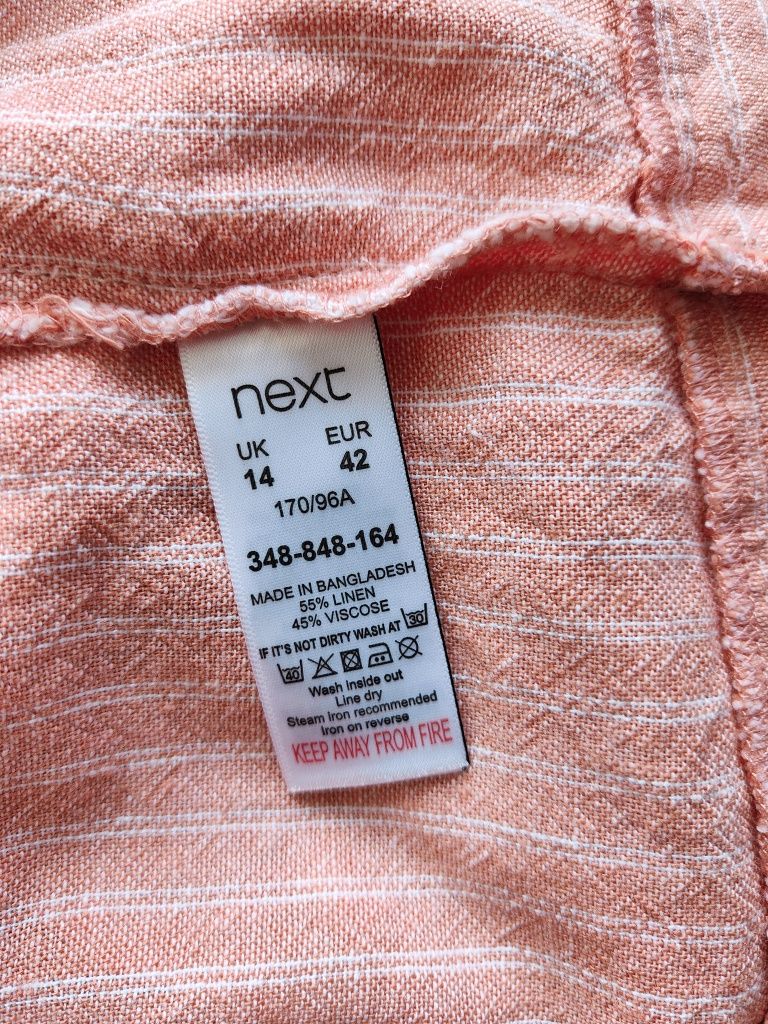 next
UK EUR
14 42
170/96A
348-848-164
MADE IN BANGLADESH
55% LINEN
45% VISCOSE
IF IT'S NOT DIRTY WASH AT 30
40
Wash inside out
Line dry
Steam Iron recommended
Iron on reverse
KEEP AWAY FROM FIRE